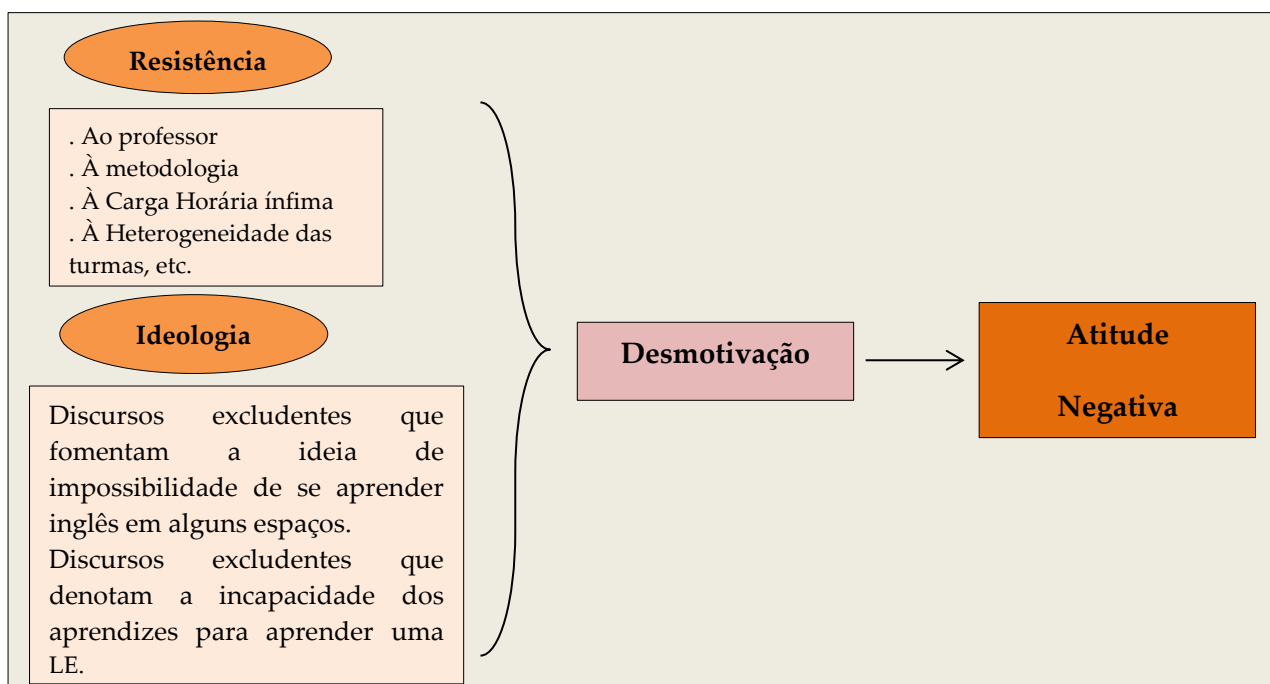 Resistência
. Ao professor
. À metodologia
. À Carga Horária ínfima
. À Heterogeneidade das
turmas, etc.
Ideologia
Discursos excludentes que
fomentam a ideia de
impossibilidade de se aprender
inglês em alguns espaços.
Discursos excludentes que
denotam a incapacidade dos
aprendizes para aprender uma
LE.
Desmotivação
Atitude
Negativa